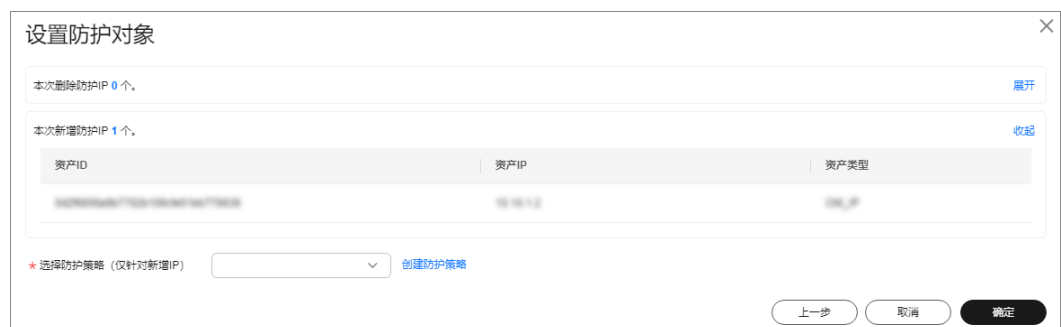 设置防护对象
本次删除防护IP 0 个。 展开
本次新增防护IP 1 个。 收起
资产ID 资产IP 资产类型
* 选择防护策略（仅针对新增IP） 创建防护策略
上一步 取消 确定